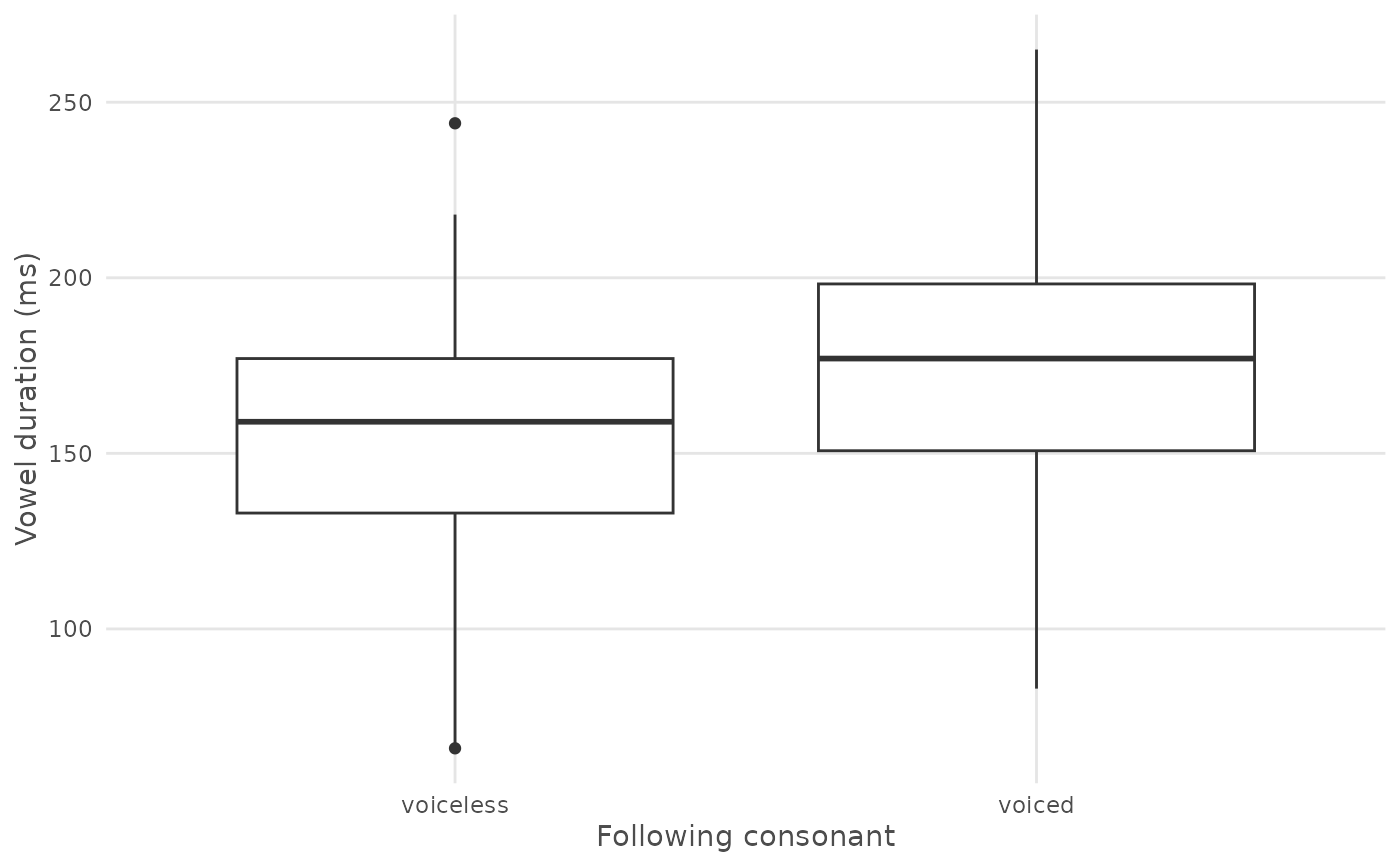 Vowel duration (ms)
250
200
150
100
voiceless
voiced
Following consonant